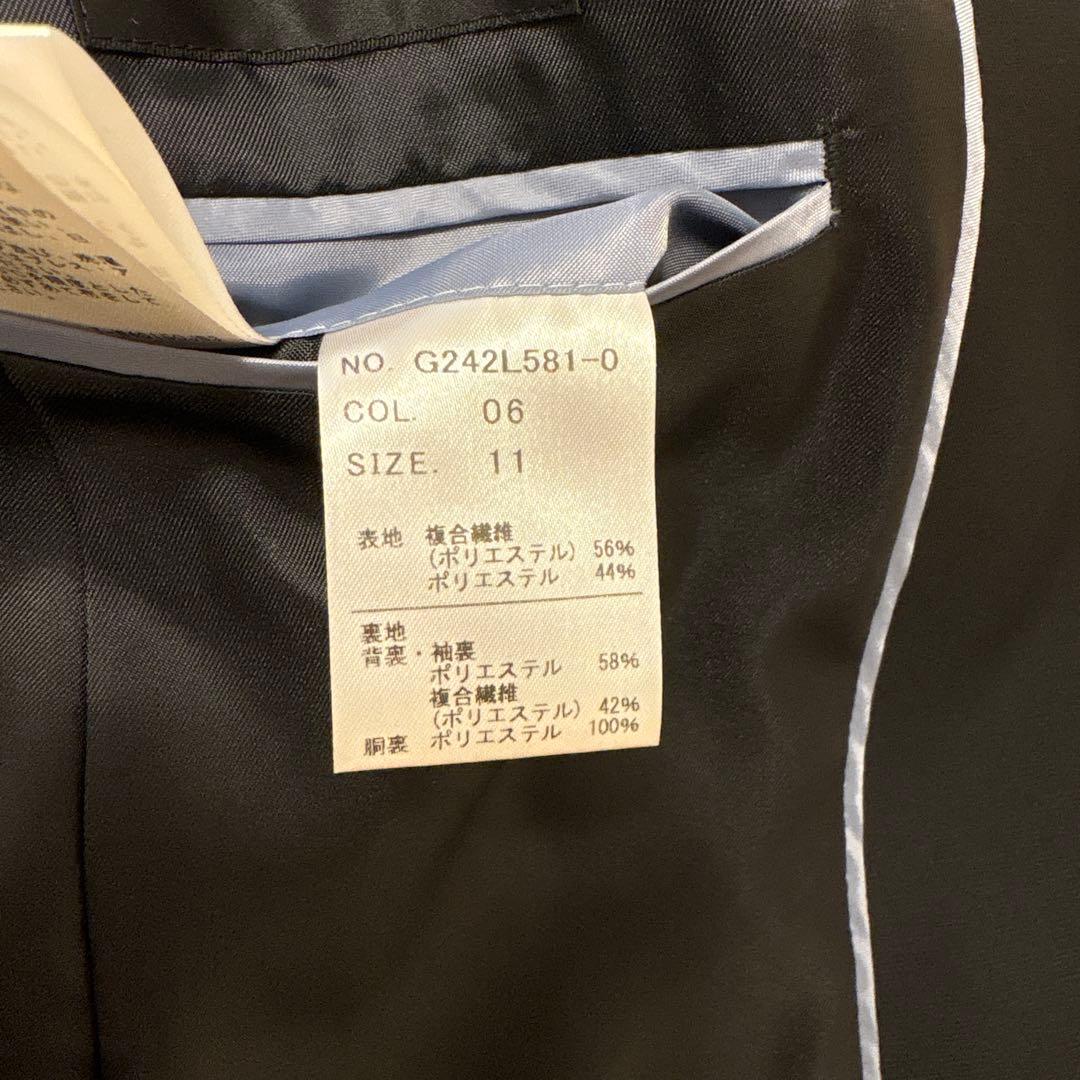 NO. G242L581-0
COL. 06
SIZE. 11
表地 複合繊維
(ポリエステル) 56%
ポリエステル 44%
裏地
背裏・袖裏
ポリエステル 58%
複合繊維
(ポリエステル) 42%
胴裏 ポリエステル 100%